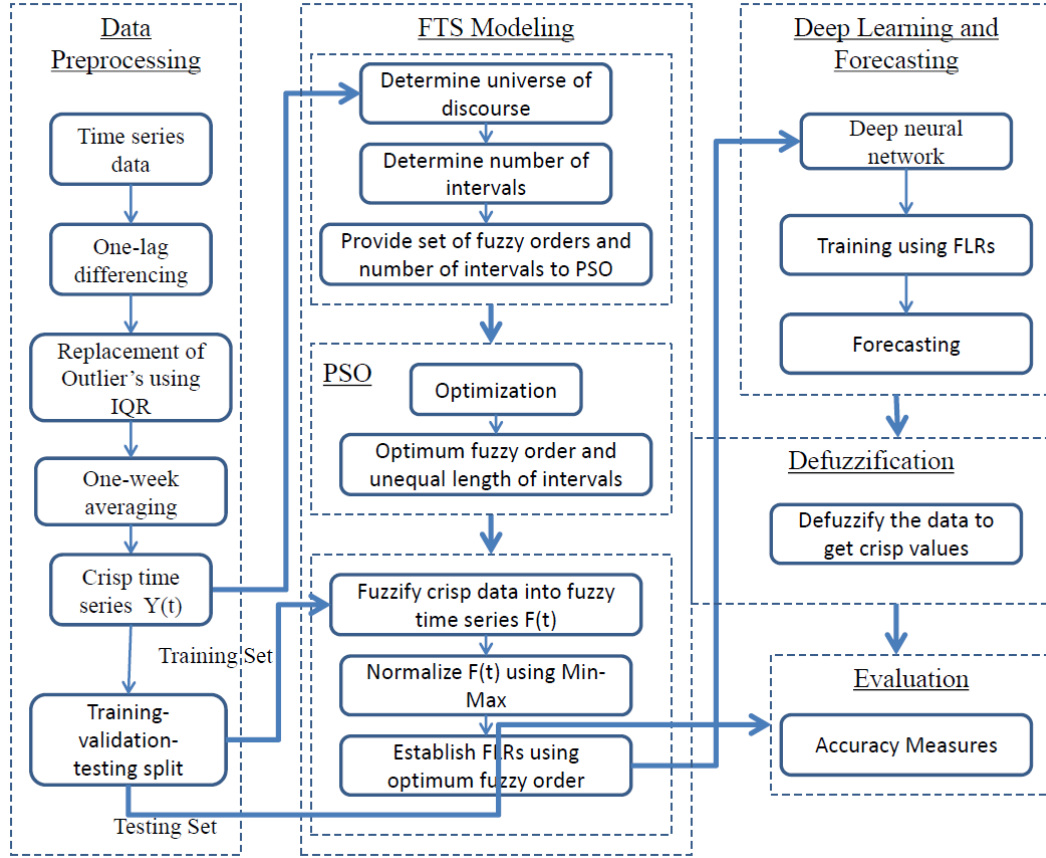 Data
Preprocessing
Time series
data
One-lag
differencing
Replacement of
Outlier's using
IQR
One-week
averaging
Crisp time
series Y(t)
Training Set
Training-
validation-
testing split
Testing Set
FTS Modeling
Determine universe of
discourse
Determine number of
intervals
Provide set of fuzzy orders and
number of intervals to PSO
PSO
Optimization
Optimum fuzzy order and
unequal length of intervals
Fuzzify crisp data into fuzzy
time series F(t)
Normalize F(t) using Min-
Max
Establish FLRs using
optimum fuzzy order
Deep Learning and
Forecasting
Deep neural
network
Training using FLRs
Forecasting
Defuzzification
Defuzzify the data to
get crisp values
Evaluation
Accuracy Measures